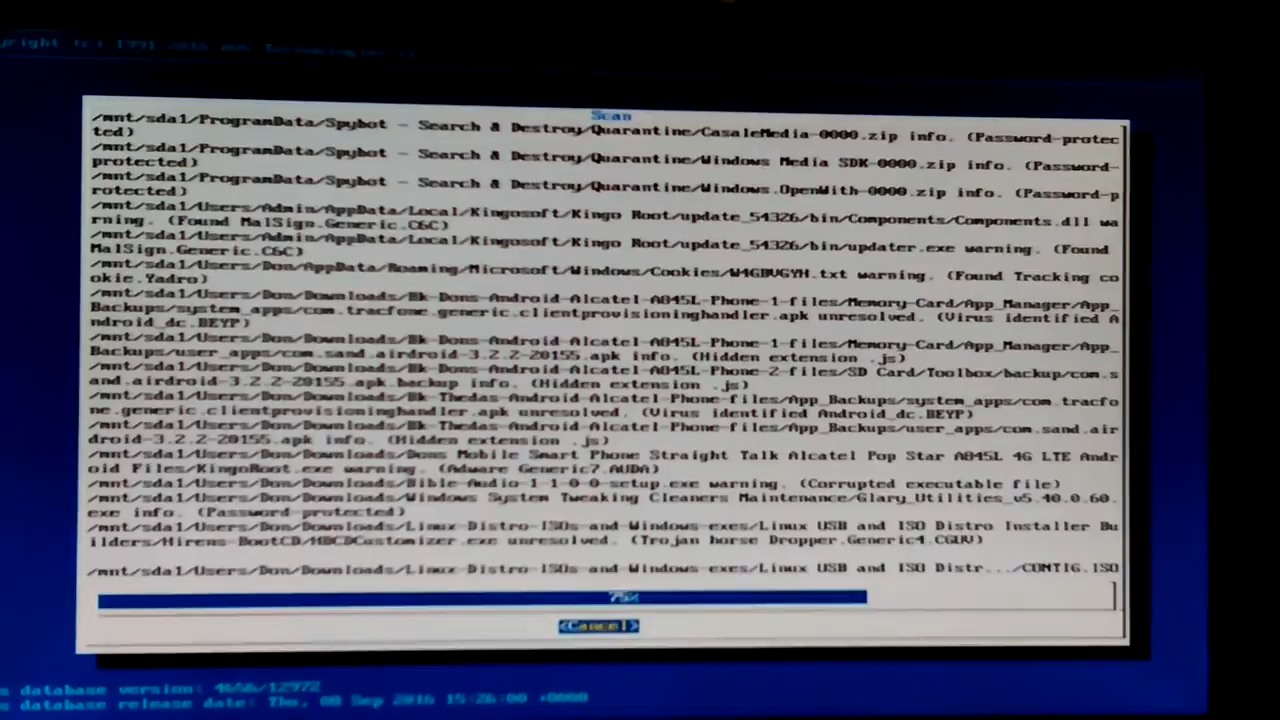 Scan
/mnt/sda1/ProgramData/Spybot - Search & Destroy/Quarantine/CasaleMedia-0000.zip info. (Password-protec
ted)
/mnt/sda1/ProgramData/Spybot - Search & Destroy/Quarantine/Windows Media SDK-0000.zip info. (Password-
protected)
/mnt/sda1/ProgramData/Spybot - Search & Destroy/Quarantine/Windows.OpenWith-0000.zip info. (Password-p
rotected)
/mnt/sda1/Users/Admin/AppData/Local/Kingosoft/Kingo Root/update_54326/bin/Components/Components.dll wa
rning. (Found MalSign.Generic.C6C)
/mnt/sda1/Users/Admin/AppData/Local/Kingosoft/Kingo Root/update_54326/bin/updater.exe warning. (Found
MalSign.Generic.C6C)
/mnt/sda1/Users/Don/AppData/Roaming/Microsoft/Windows/Cookies/W4GBVGYH.txt warning. (Found Tracking co
okie.Yadro)
/mnt/sda1/Users/Don/Downloads/Bk-Dons-Android-Alcatel-A845L-Phone-1-files/Memory-Card/App_Manager/App_
Backups/system_apps/com.tracfone.generic.clientprovisioninghandler.apk unresolved. (Virus identified A
ndroid_dc.BEYP)
/mnt/sda1/Users/Don/Downloads/Bk-Dons-Android-Alcatel-A845L-Phone-1-files/Memory-Card/App_Manager/App_
Backups/user_apps/com.sand.airdroid-3.2.2-20155.apk info. (Hidden extension .js)
/mnt/sda1/Users/Don/Downloads/Bk-Dons-Android-Alcatel-A845L-Phone-2-files/SD Card/Toolbox/backup/com.s
and.airdroid-3.2.2-20155.apk.backup info. (Hidden extension .js)
/mnt/sda1/Users/Don/Downloads/Bk-Thedas-Android-Alcatel-Phone-files/App_Backups/system_apps/com.tracfo
ne.generic.clientprovisioninghandler.apk unresolved. (Virus identified Android_dc.BEYP)
/mnt/sda1/Users/Don/Downloads/Bk-Thedas-Android-Alcatel-Phone-files/App_Backups/user_apps/com.sand.air
droid-3.2.2-20155.apk info. (Hidden extension .js)
/mnt/sda1/Users/Don/Downloads/Dons Mobile Smart Phone Straight Talk Alcatel Pop Star A845L 4G LTE Andr
oid Files/KingoRoot.exe warning. (Adware Generic7.AUDA)
/mnt/sda1/Users/Don/Downloads/Bible-Audio-1-1-0-0-setup.exe warning. (Corrupted executable file)
/mnt/sda1/Users/Don/Downloads/Windows System Tweaking Cleaners Maintenance/Glary_Utilities_v5.40.0.60.
exe info. (Password-protected)
/mnt/sda1/Users/Don/Downloads/Linux-Distro-ISOs and Windows-exes/Linux USB and ISO Distro Installer Bu
ilders/Hirens-BootCD/HBCDCustomizer.exe unresolved. (Trojan horse Dropper.Generic4.CGUV)
/mnt/sda1/Users/Don/Downloads/Linux-Distro-ISOs and Windows-exes/Linux USB and ISO Distr.../CONTIG.ISO
75%
<Cancel>
s database version: 4656/12972
s database release date: Thu, 08 Sep 2016 15:26:00 +0000